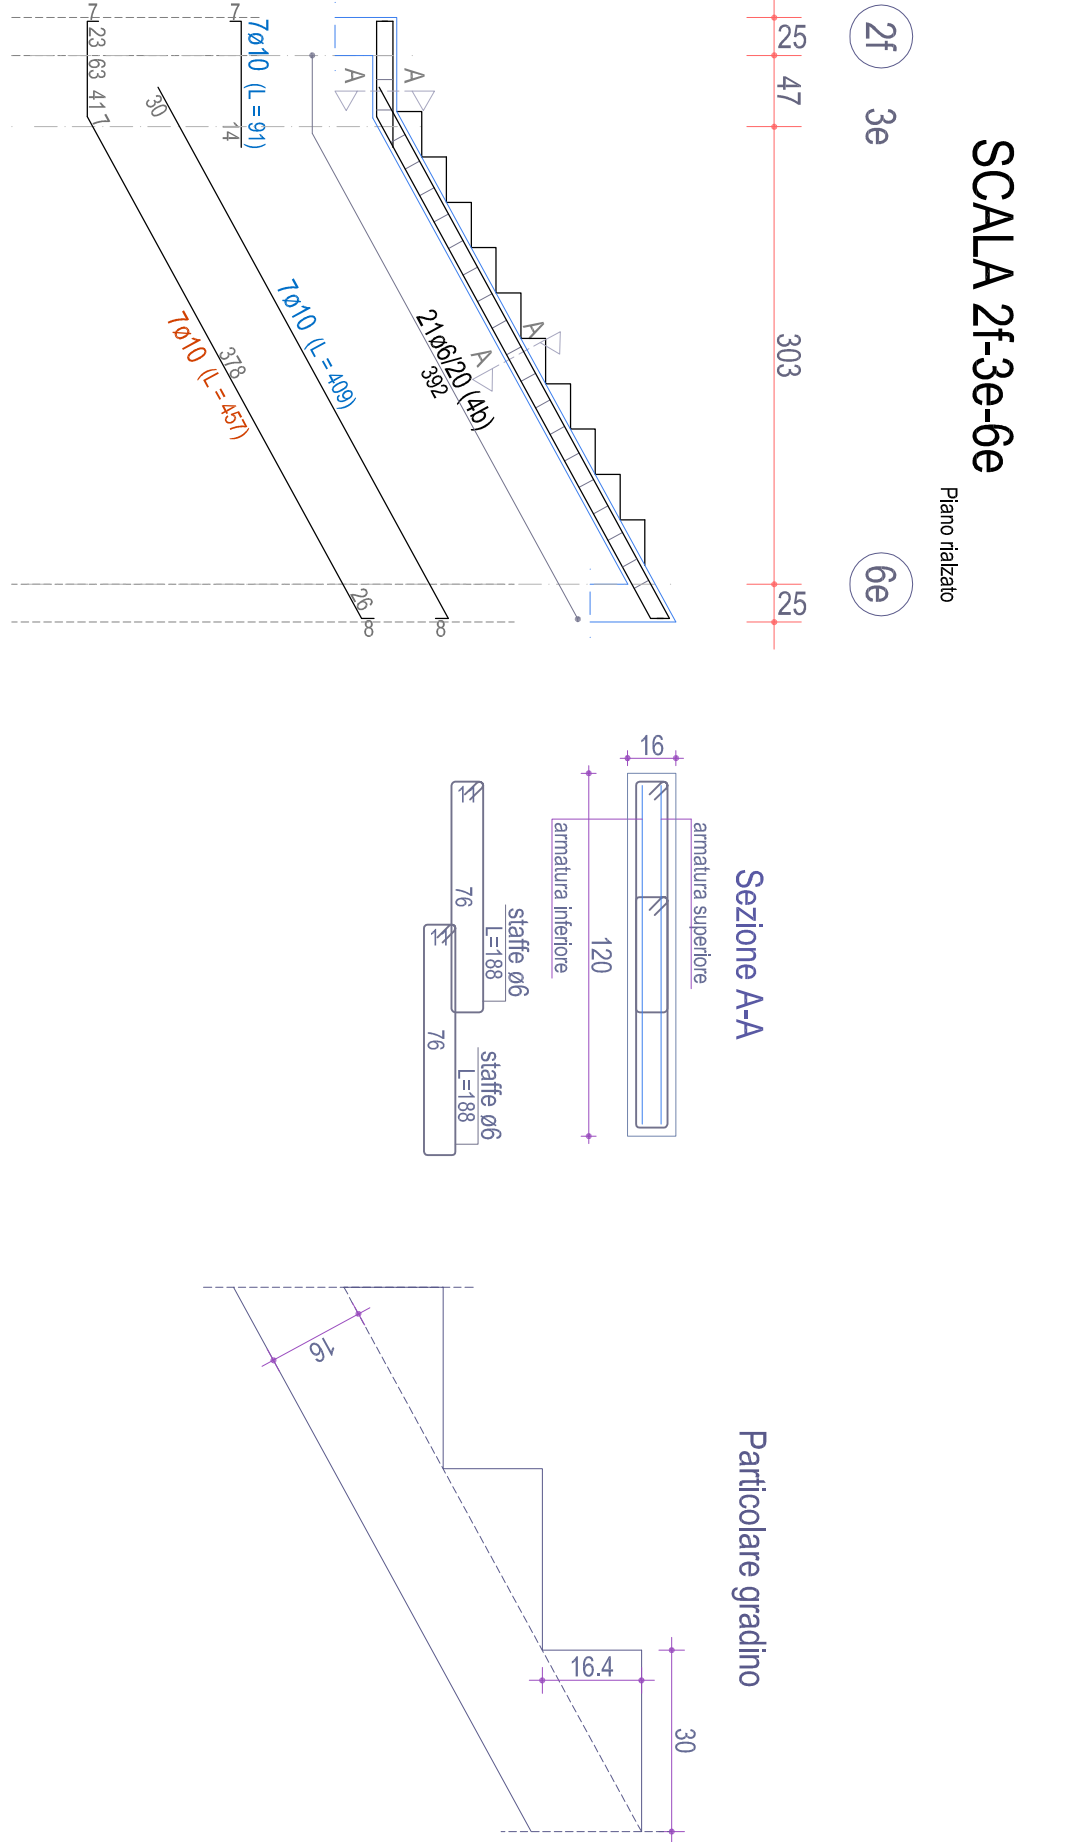 SCALA 2f-3e-6e
Piano rialzato
2f 3e 6e
25 47 303 25
A A
A A
21ø6/20 (4b)
392
7ø10 (L = 91)
7 14
7ø10 (L = 409)
30 8
7ø10 (L = 457)
7 23 63 41 7 378 26 8
Sezione A-A
armatura superiore
16
120
armatura inferiore
staffe ø6
L=188
76
staffe ø6
L=188
76
Particolare gradino
30
16.4
16